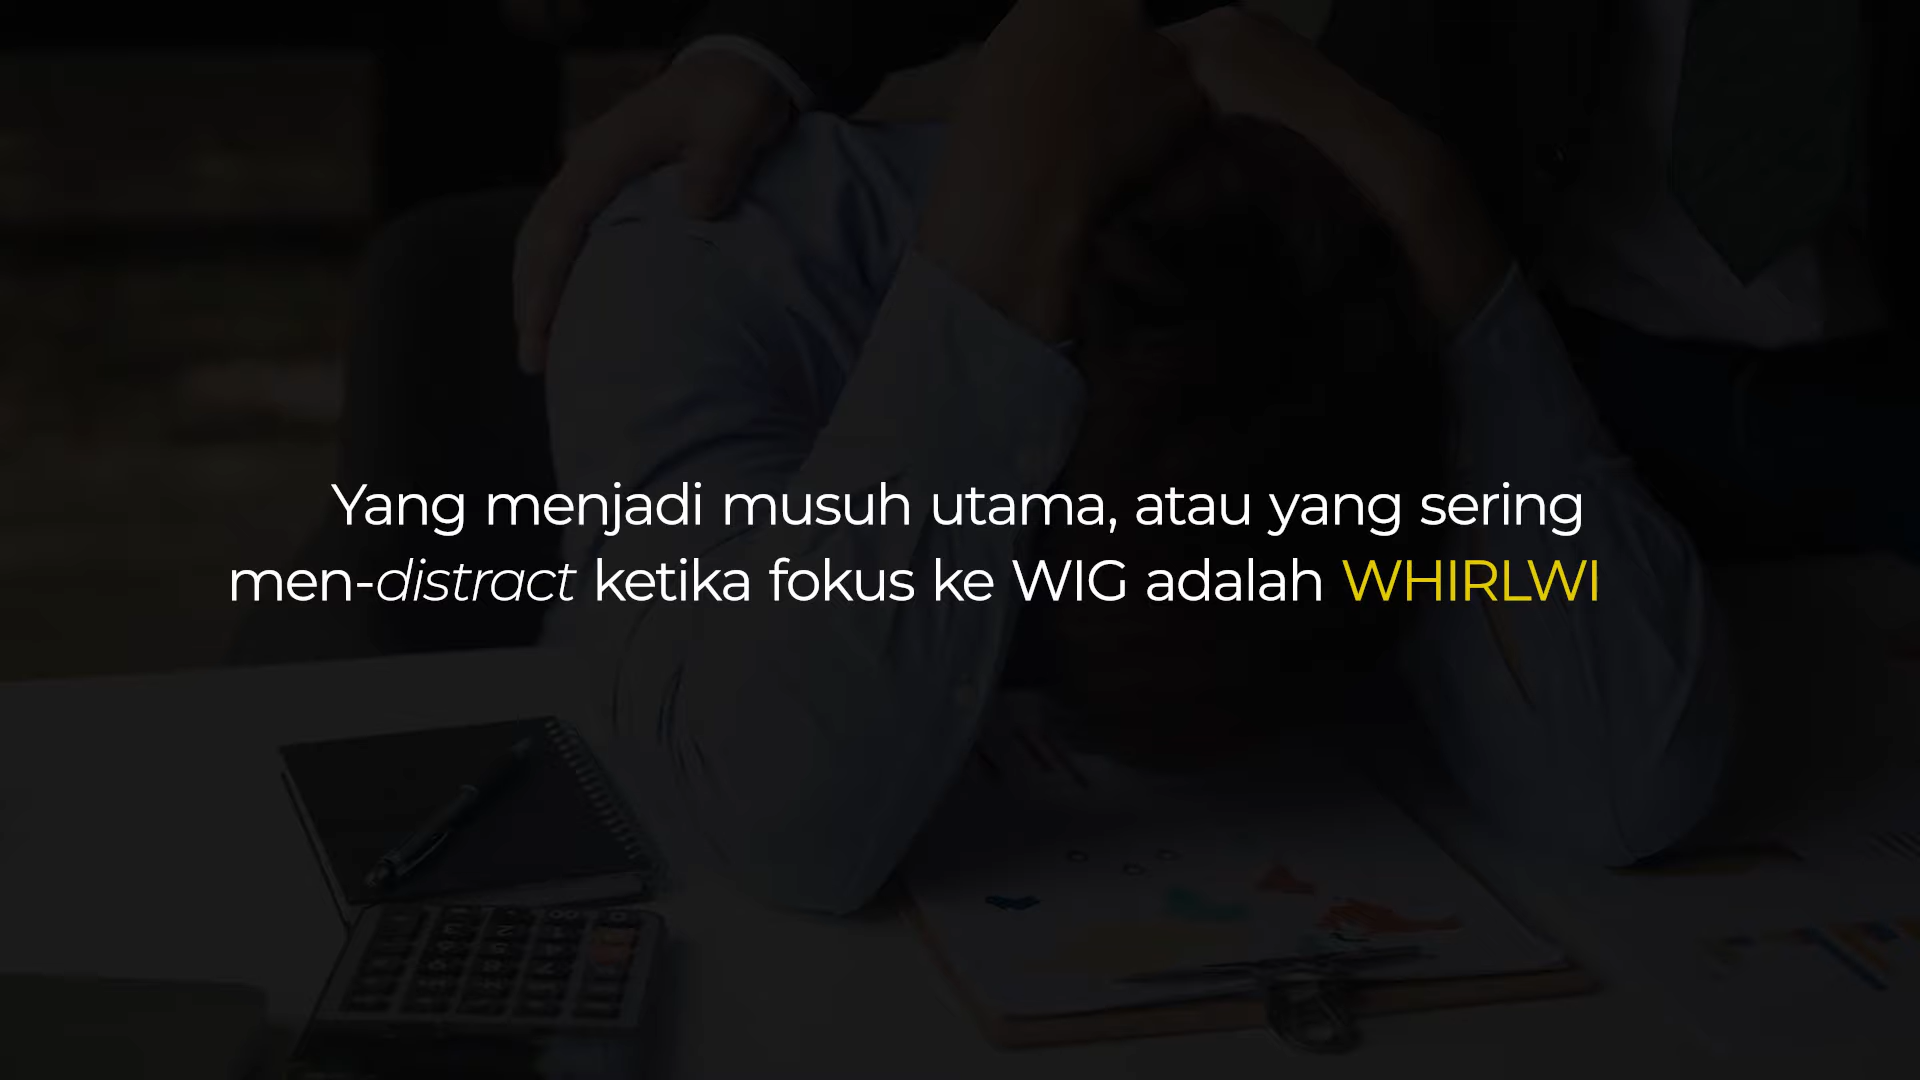 Yang menjadi musuh utama, atau yang sering
men-distract ketika fokus ke WIG adalah WHIRLWI